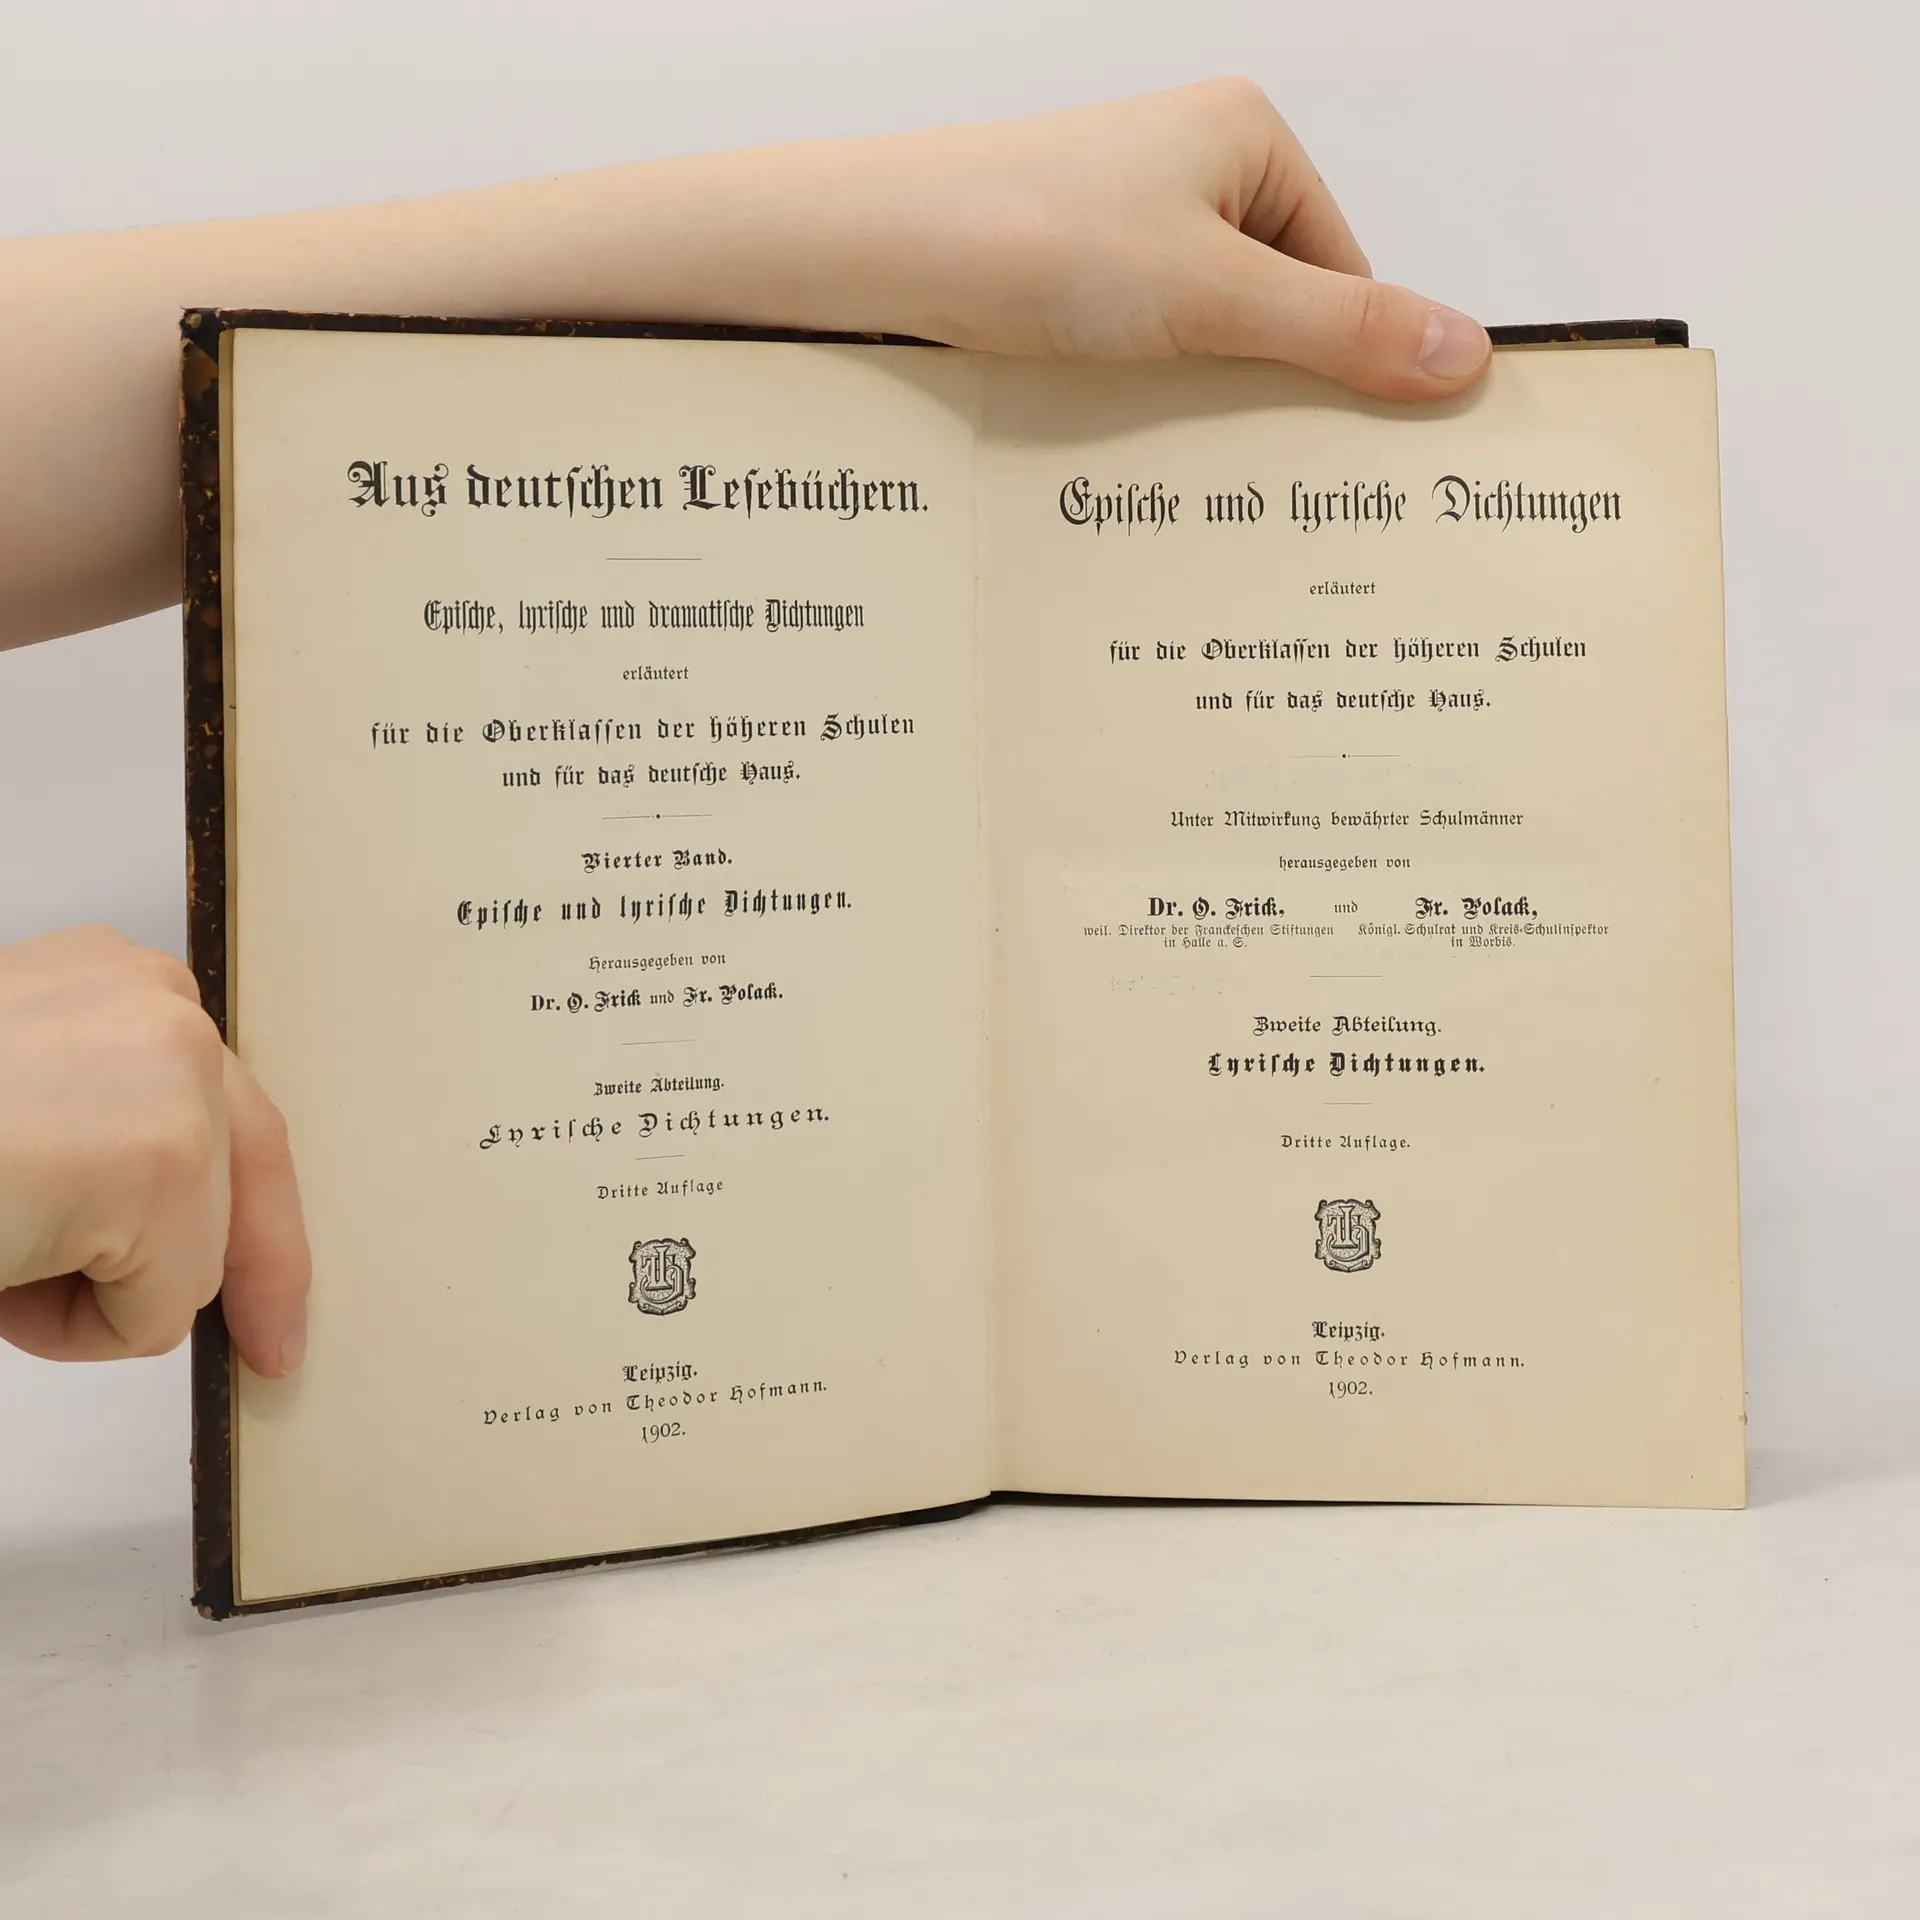 Aus deutschen Lesebüchern.
Epische, lyrische und dramatische Dichtungen
erläutert
für die Oberklassen der höheren Schulen
und für das deutsche Haus.
Vierter Band.
Epische und lyrische Dichtungen.
Herausgegeben von
Dr. O. Frick und Fr. Polack.
Zweite Abteilung.
Lyrische Dichtungen.
Dritte Auflage
TH
Leipzig.
Verlag von Theodor Hofmann.
1902.
Epische und lyrische Dichtungen
erläutert
für die Oberklassen der höheren Schulen
und für das deutsche Haus.
Unter Mitwirkung bewährter Schulmänner
herausgegeben von
Dr. O. Frick, und Fr. Polack,
weil. Direktor der Franckeschen Stiftungen Königl. Schulrat und Kreis-Schulinspektor
in Halle a. S. in Worbis.
Zweite Abteilung.
Lyrische Dichtungen.
Dritte Auflage.
TH
Leipzig.
Verlag von Theodor Hofmann.
1902.